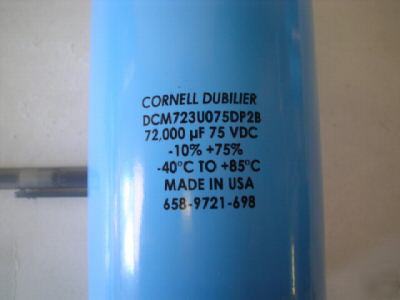 CORNELL DUBILIER
DCM723U075DP2B
72,000 µF 75 VDC
-10% +75%
-40°C TO +85°C
MADE IN USA
658-9721-698